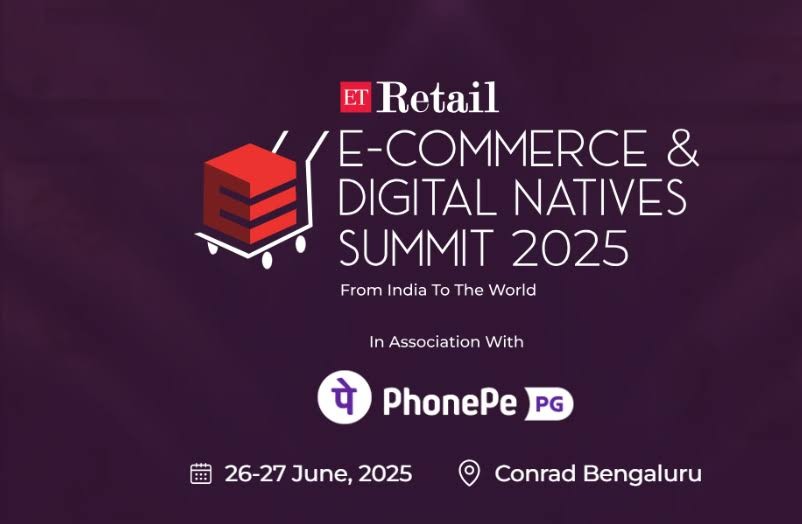 ET Retail
E-COMMERCE &
DIGITAL NATIVES
SUMMIT 2025
From India To The World
In Association With
पे PhonePe PG
26-27 June, 2025 Conrad Bengaluru